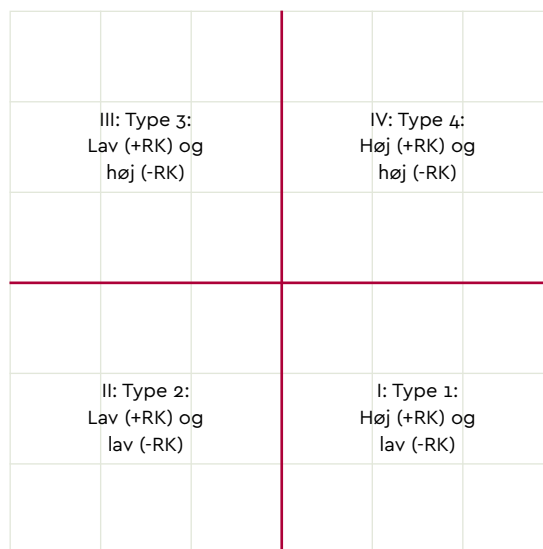 III: Type 3:
Lav (+RK) og
høj (-RK)
IV: Type 4:
Høj (+RK) og
høj (-RK)
II: Type 2:
Lav (+RK) og
lav (-RK)
I: Type 1:
Høj (+RK) og
lav (-RK)